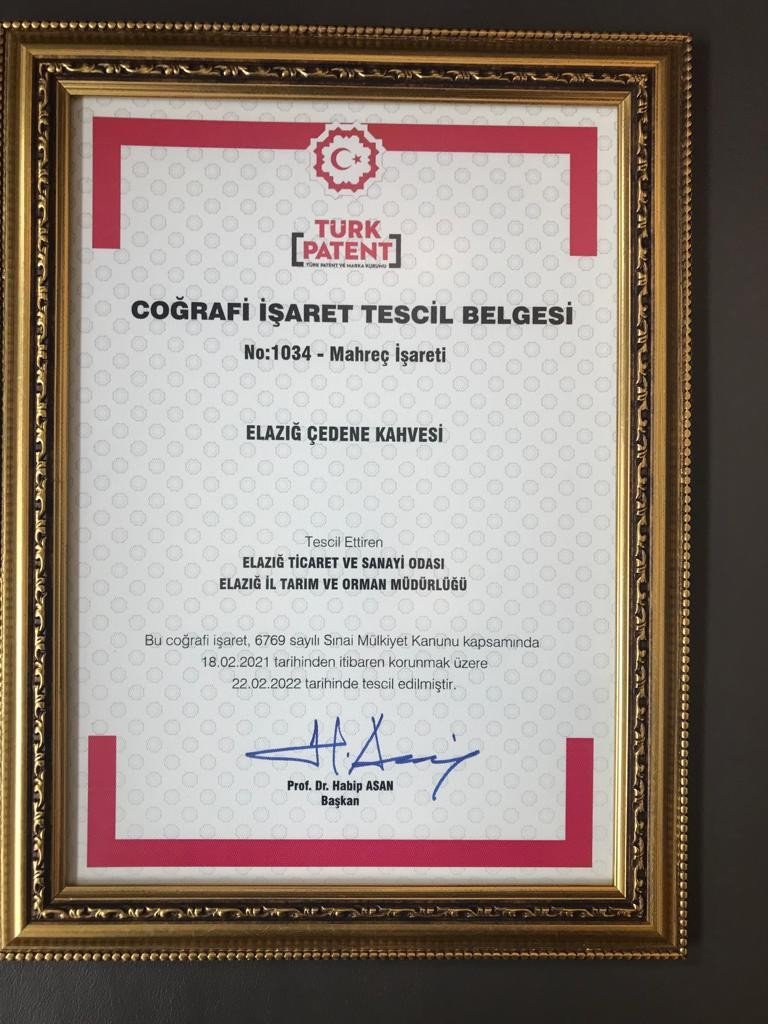 TÜRK
PATENT
TÜRK PATENT VE MARKA KURUMU
COĞRAFİ İŞARET TESCİL BELGESİ
No:1034 - Mahreç İşareti
ELAZIĞ ÇEDENE KAHVESİ
Tescil Ettiren
ELAZIĞ TİCARET VE SANAYİ ODASI
ELAZIĞ İL TARIM VE ORMAN MÜDÜRLÜĞÜ
Bu coğrafi işaret, 6769 sayılı Sınai Mülkiyet Kanunu kapsamında
18.02.2021 tarihinden itibaren korunmak üzere
22.02.2022 tarihinde tescil edilmiştir.
H. Asan
Prof. Dr. Habip ASAN
Başkan